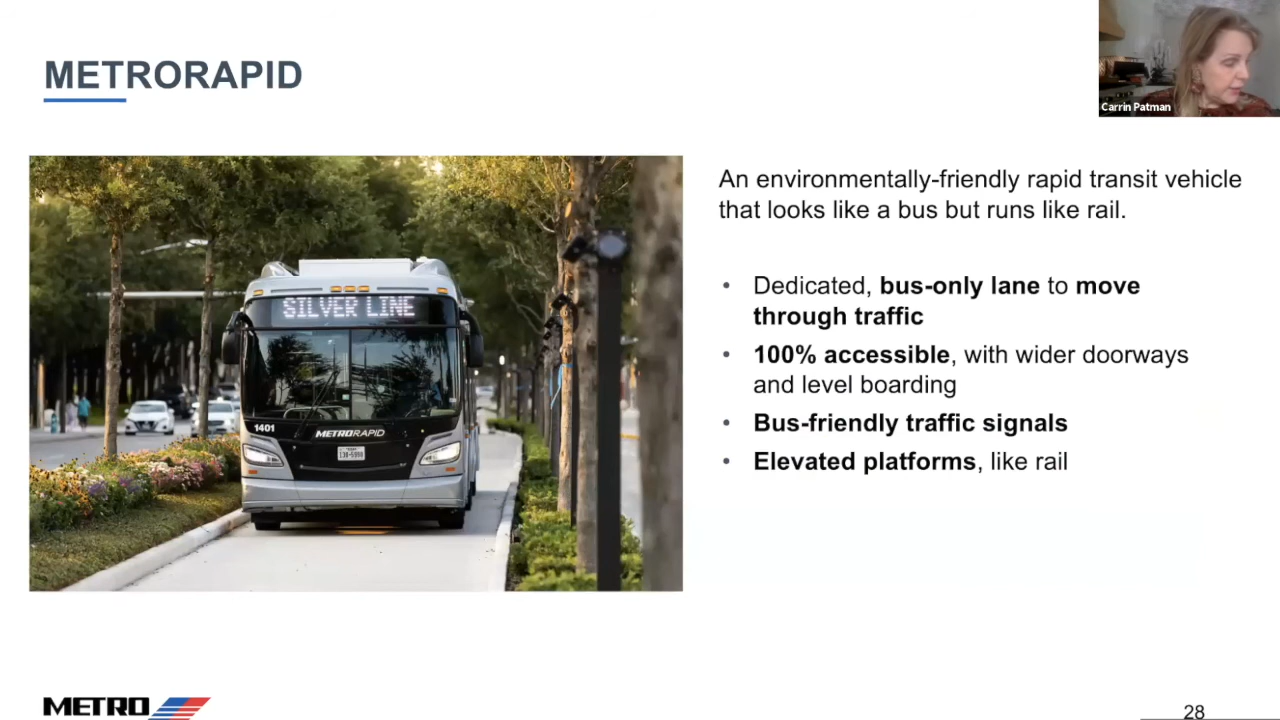 METRORAPID
Carrin Patman
An environmentally-friendly rapid transit vehicle
that looks like a bus but runs like rail.
SILVER LINE
• Dedicated, bus-only lane to move
through traffic
• 100% accessible, with wider doorways
and level boarding
• Bus-friendly traffic signals
• Elevated platforms, like rail
1401
METRORAPID
METRO
28